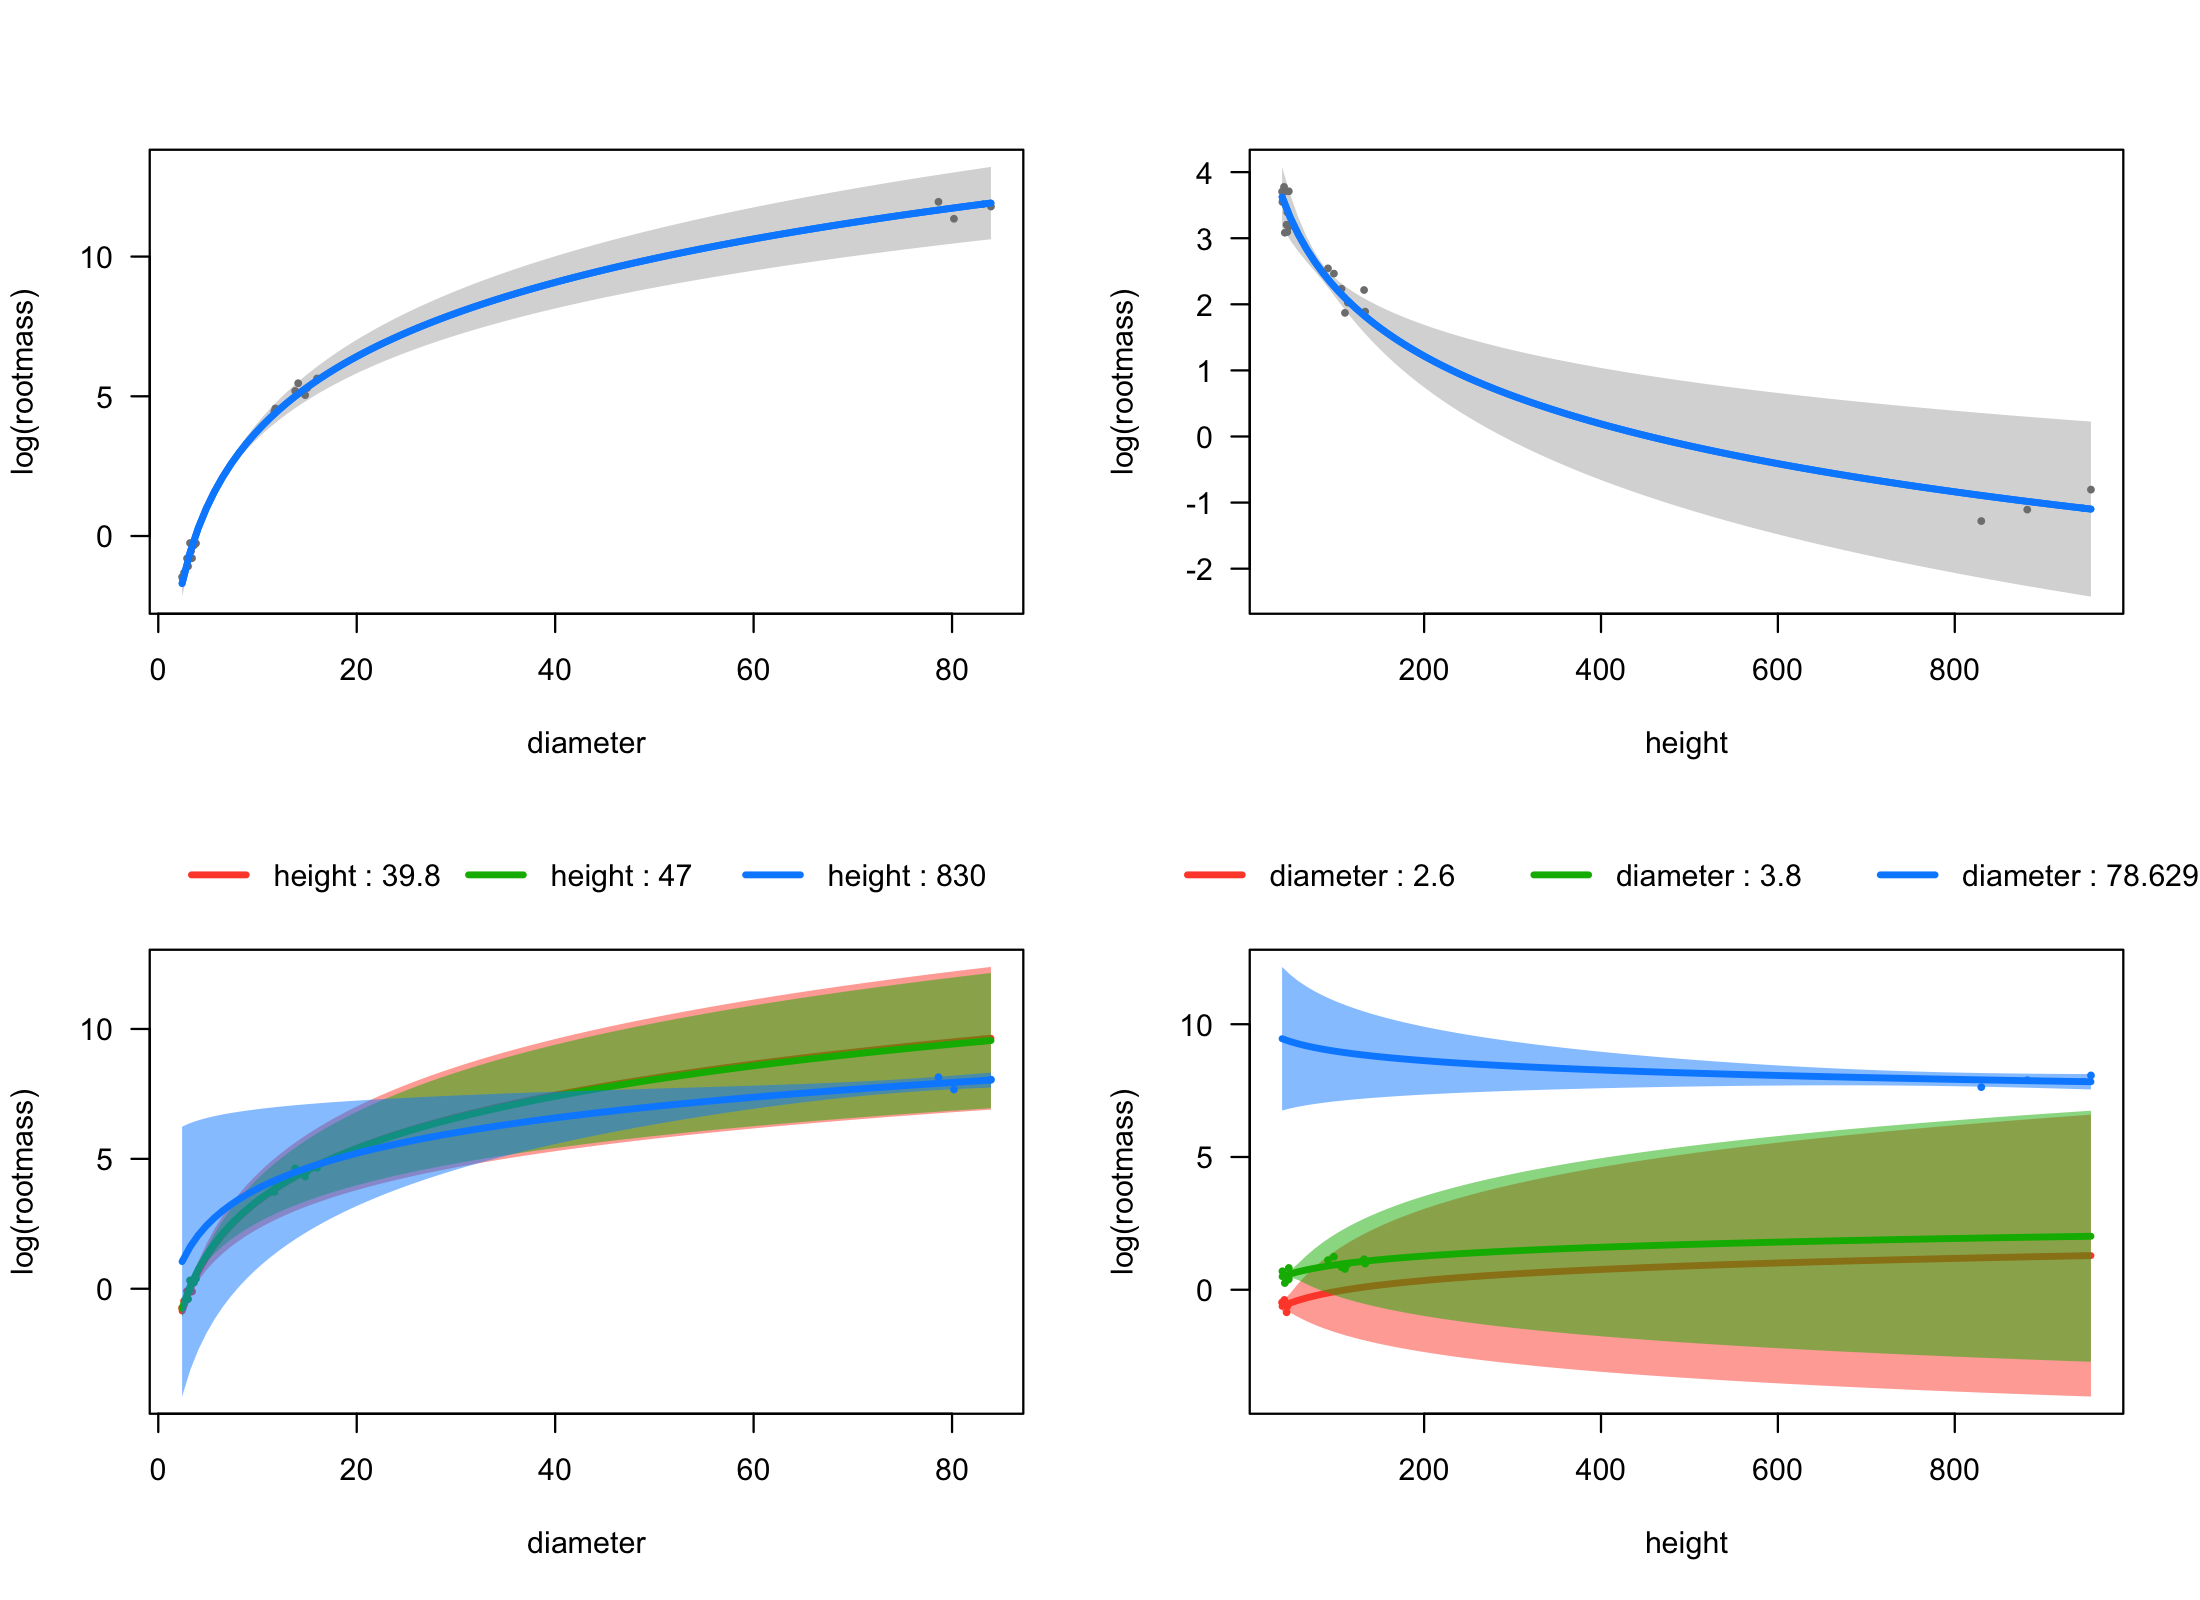 log(rootmass)
10
5
0
0 20 40 60 80
diameter
log(rootmass)
4
3
2
1
0
-1
-2
200 400 600 800
height
height : 39.8 height : 47 height : 830
log(rootmass)
10
5
0
0 20 40 60 80
diameter
diameter : 2.6 diameter : 3.8 diameter : 78.629
log(rootmass)
10
5
0
200 400 600 800
height